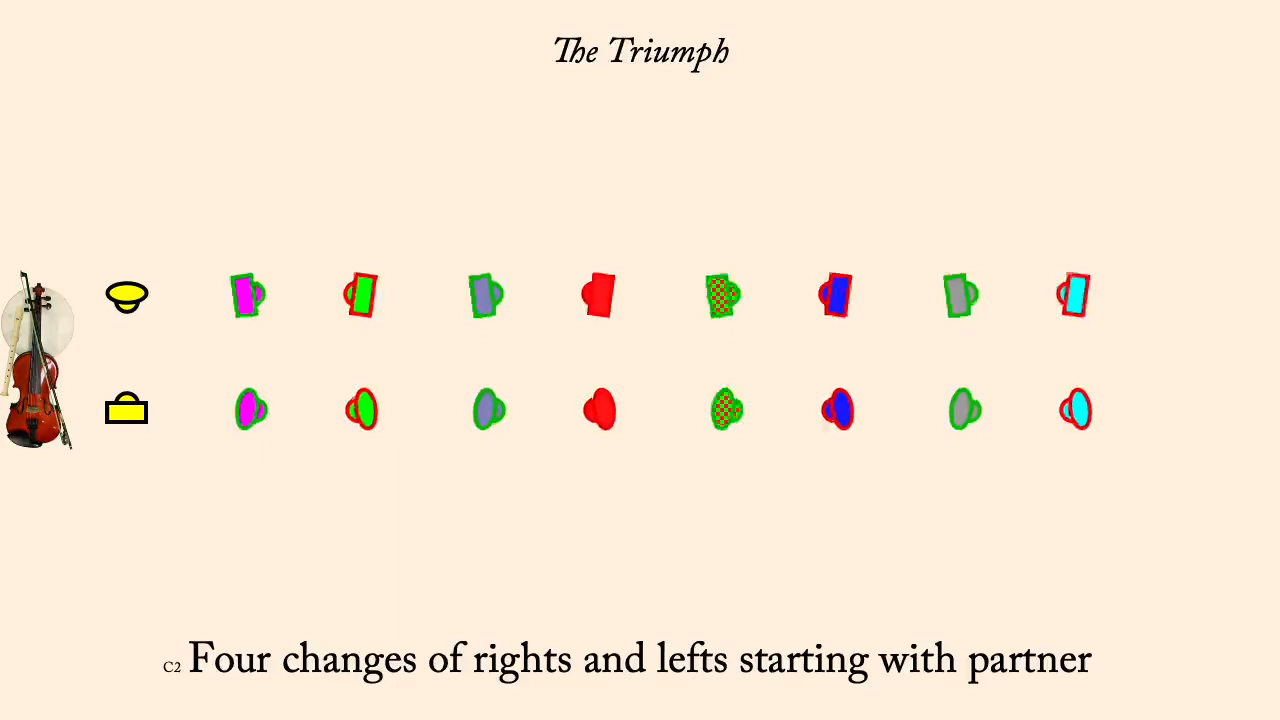 The Triumph
C2 Four changes of rights and lefts starting with partner